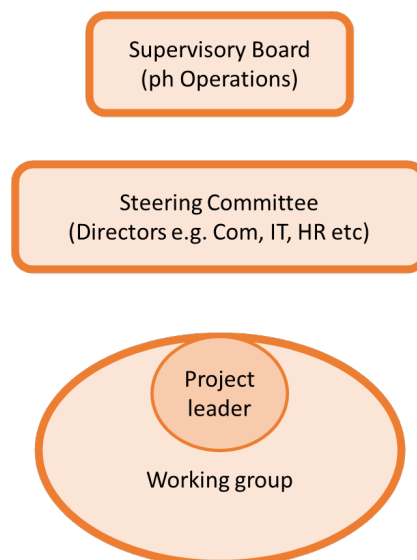 Supervisory Board
(ph Operations)
Steering Committee
(Directors e.g. Com, IT, HR etc)
Project
leader
Working group